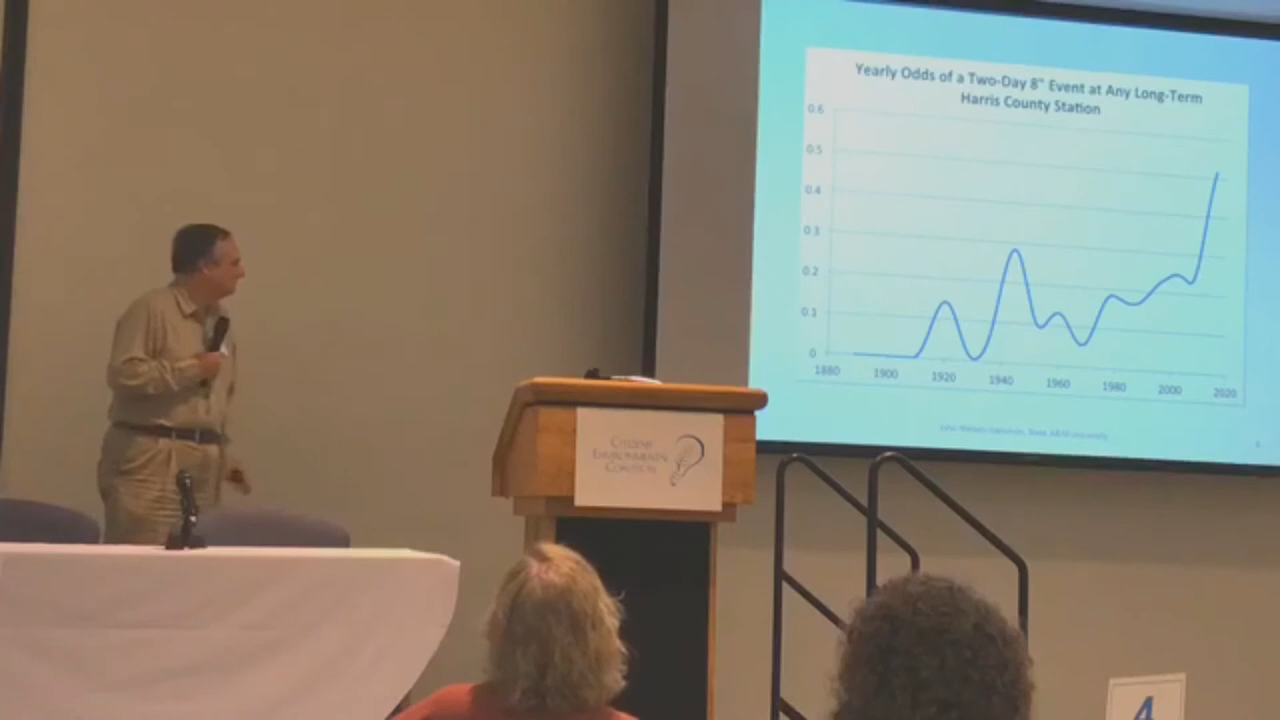 Yearly Odds of a Two-Day 8" Event at Any Long-Term
Harris County Station
0.6
0.5
0.4
0.3
0.2
0.1
0
1880 1900 1920 1940 1960 1980 2000 2020
CITIZENS'
ENVIRONMENTAL
COALITION
4